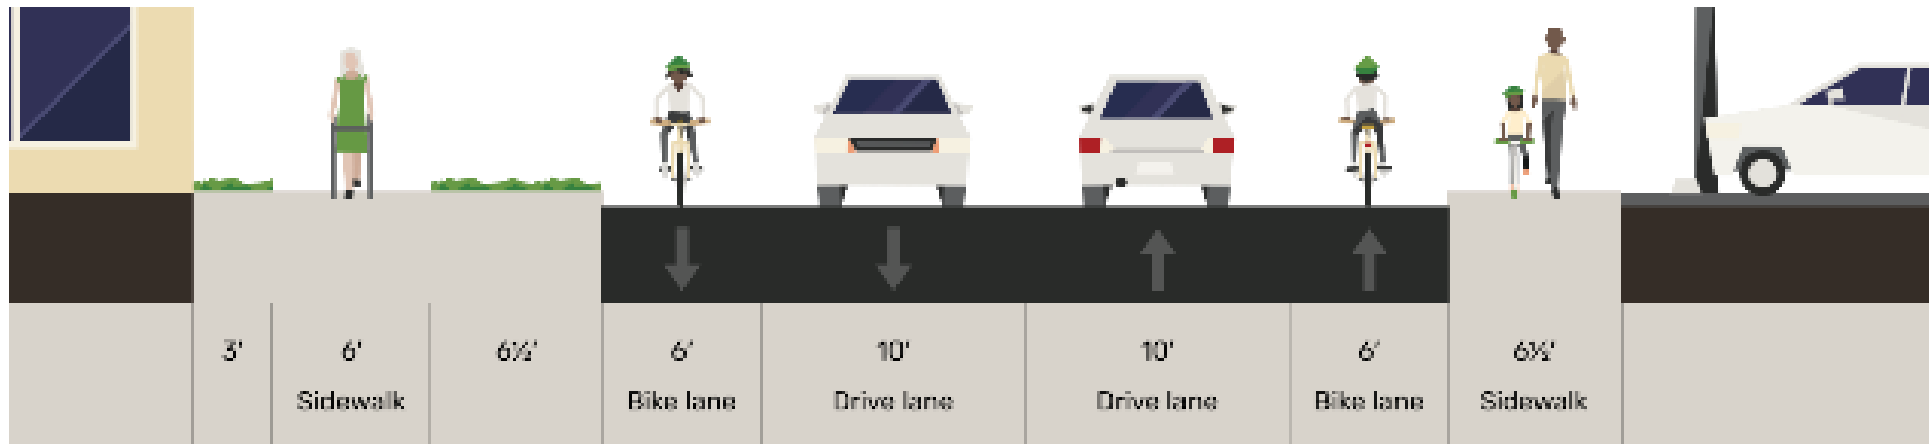 3' 6' 6½' 6' 10' 10' 6' 6½'
Sidewalk Bike lane Drive lane Drive lane Bike lane Sidewalk